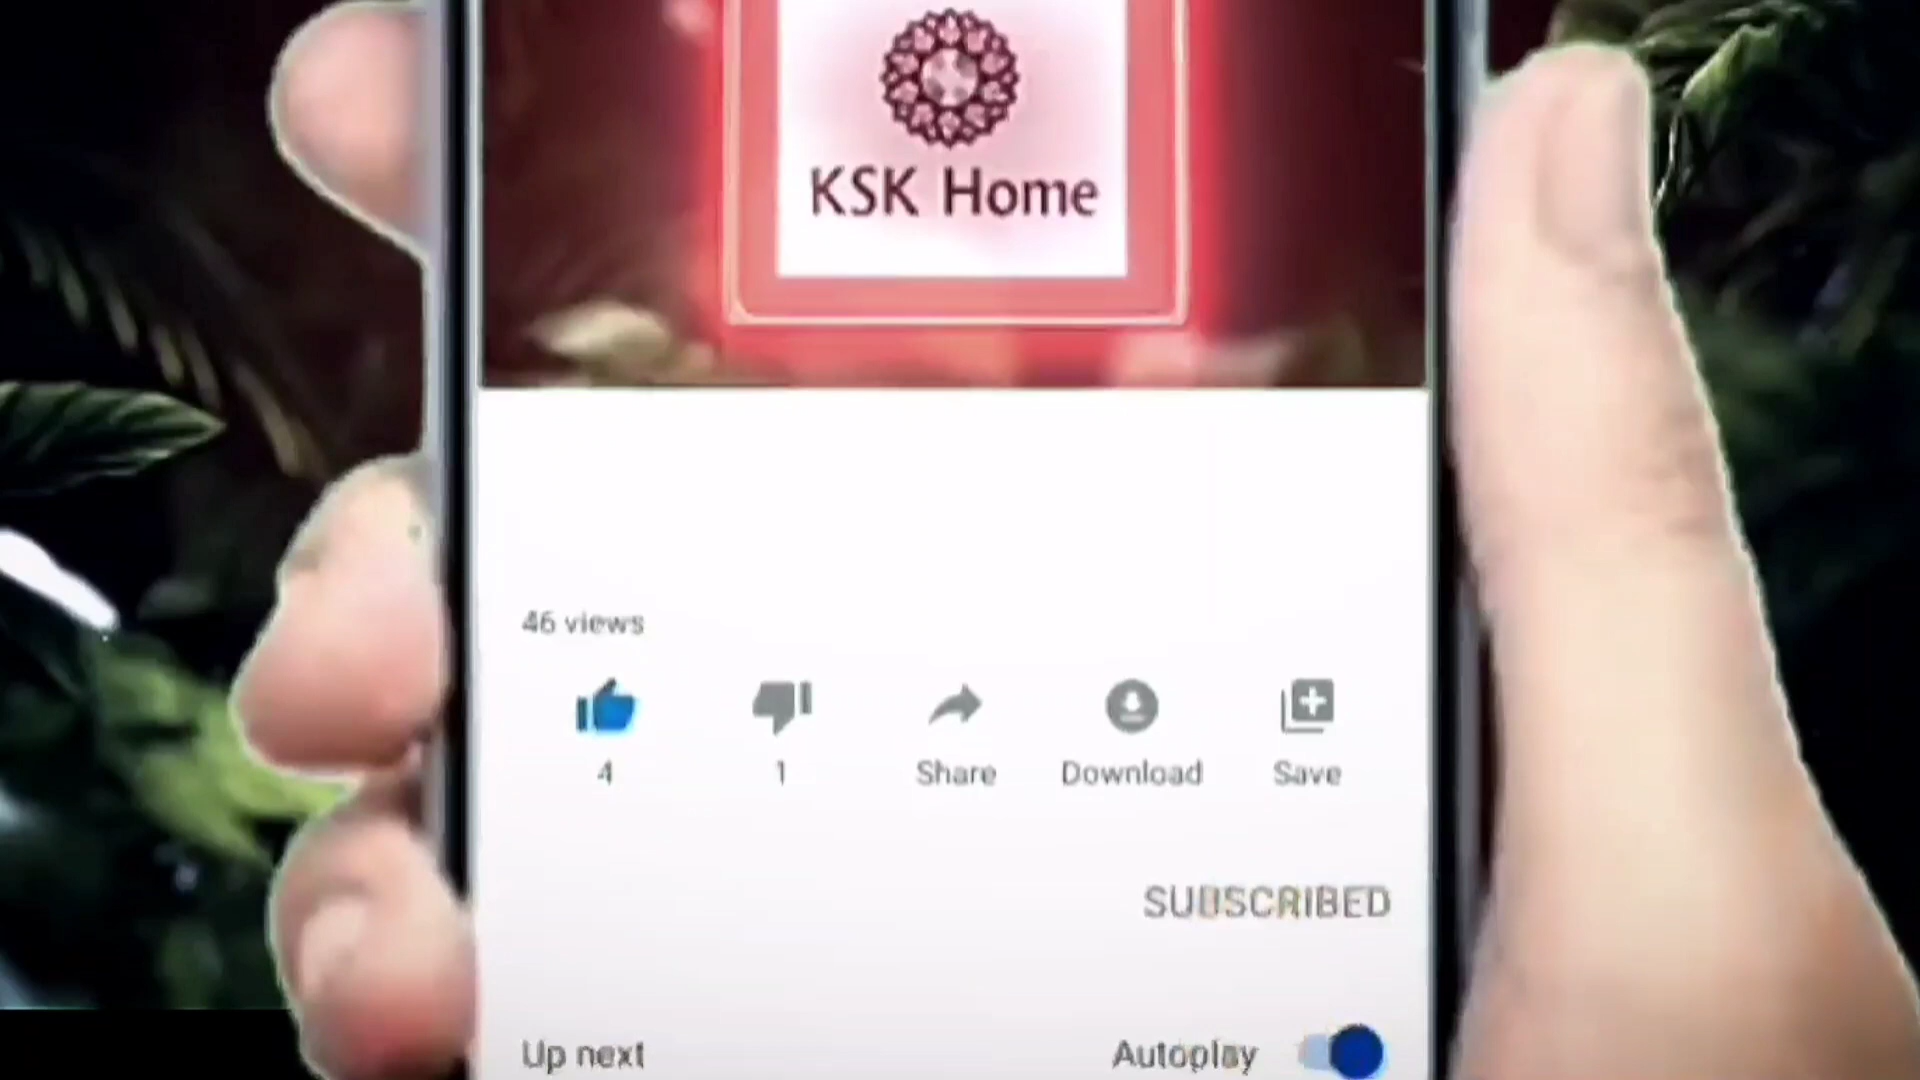 KSK Home
46 views
4 1 Share Download Save
SUBSCRIBED
Up next Autoplay